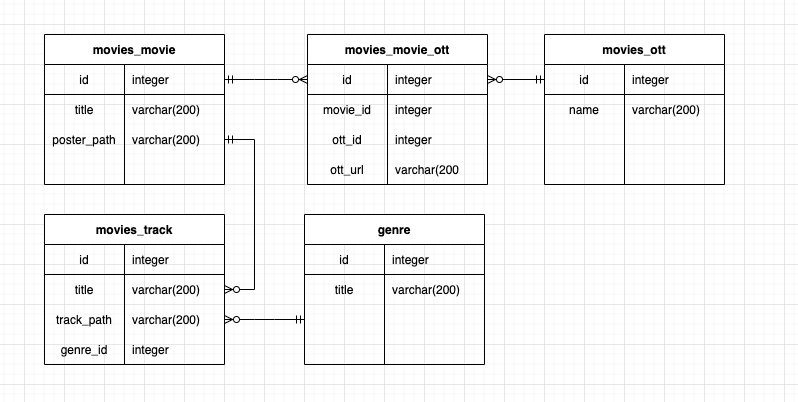 movies_movie
id integer
title varchar(200)
poster_path varchar(200)
movies_movie_ott
id integer
movie_id integer
ott_id integer
ott_url varchar(200
movies_ott
id integer
name varchar(200)
movies_track
id integer
title varchar(200)
track_path varchar(200)
genre_id integer
genre
id integer
title varchar(200)